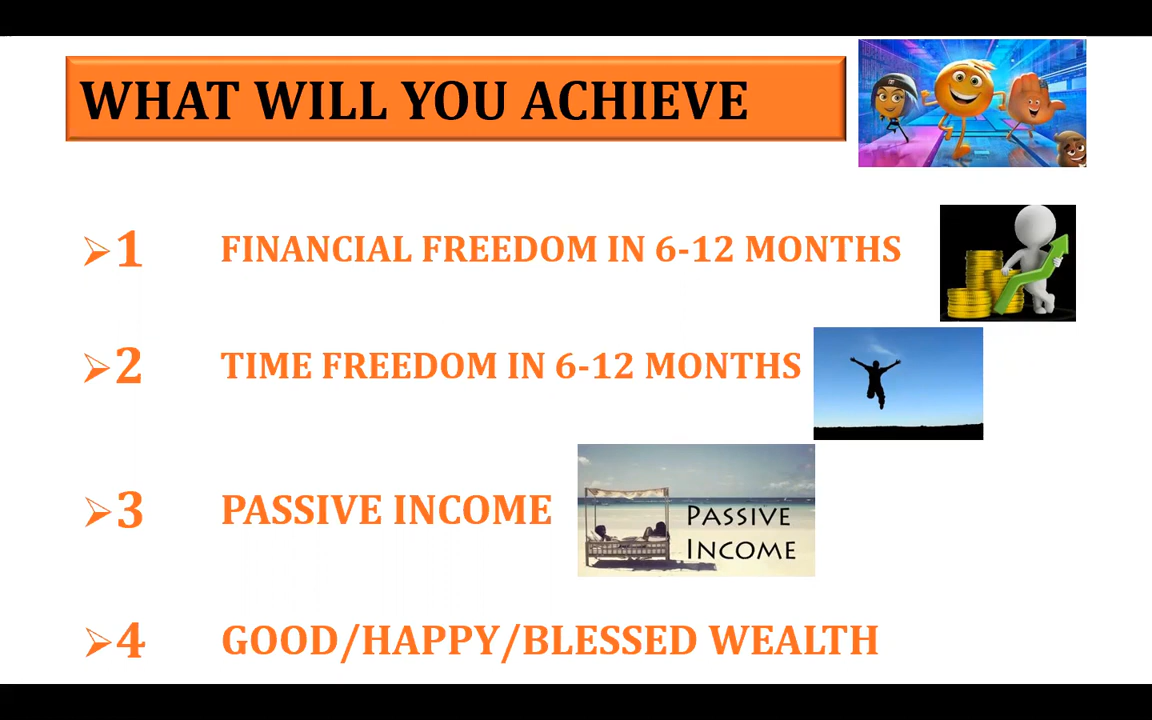 WHAT WILL YOU ACHIEVE
➢1 FINANCIAL FREEDOM IN 6-12 MONTHS
➢2 TIME FREEDOM IN 6-12 MONTHS
➢3 PASSIVE INCOME
PASSIVE
INCOME
➢4 GOOD/HAPPY/BLESSED WEALTH